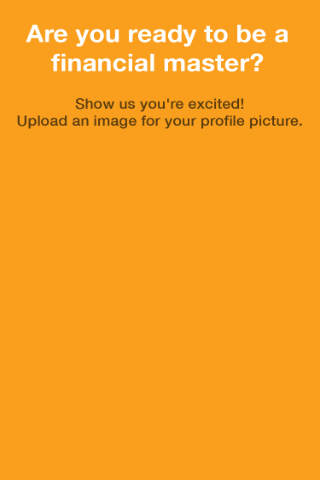 Are you ready to be a
financial master?
Show us you're excited!
Upload an image for your profile picture.